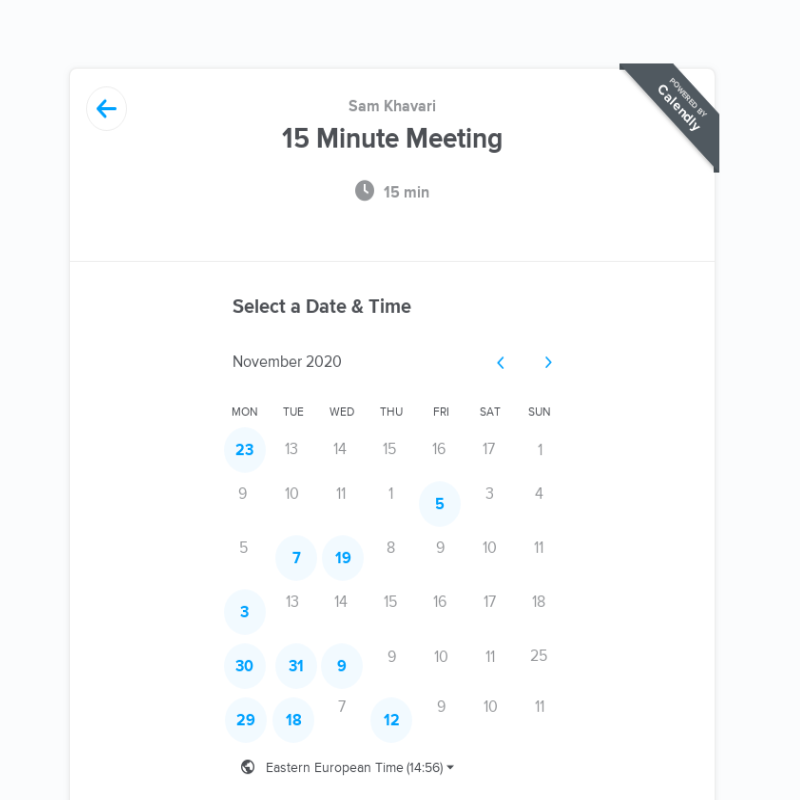 POWERED BY
Calendly
Sam Khavari
15 Minute Meeting
15 min
Select a Date & Time
November 2020
MON TUE WED THU FRI SAT SUN
23 13 14 15 16 17 1
9 10 11 1 5 3 4
5 7 19 8 9 10 11
3 13 14 15 16 17 18
30 31 9 9 10 11 25
29 18 7 12 9 10 11
Eastern European Time (14:56)